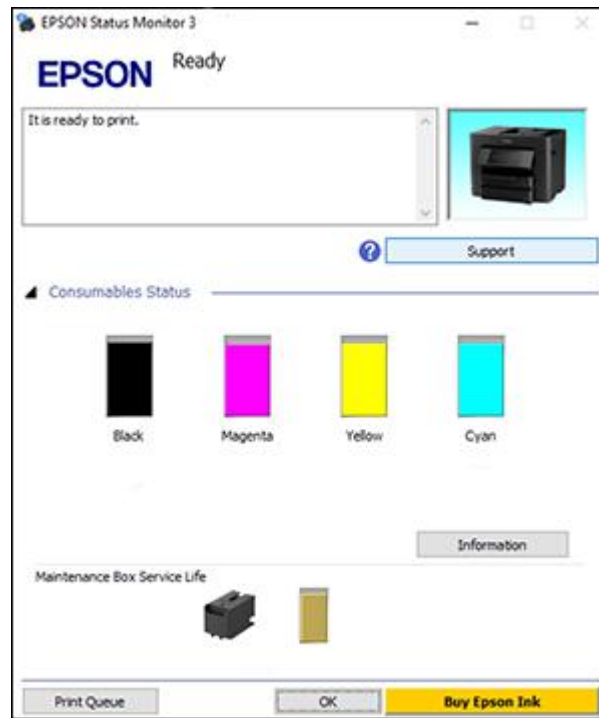 EPSON Status Monitor 3
EPSON
Ready
It is ready to print.
Support
Consumables Status
Black Magenta Yellow Cyan
Information
Maintenance Box Service Life
Print Queue OK Buy Epson Ink